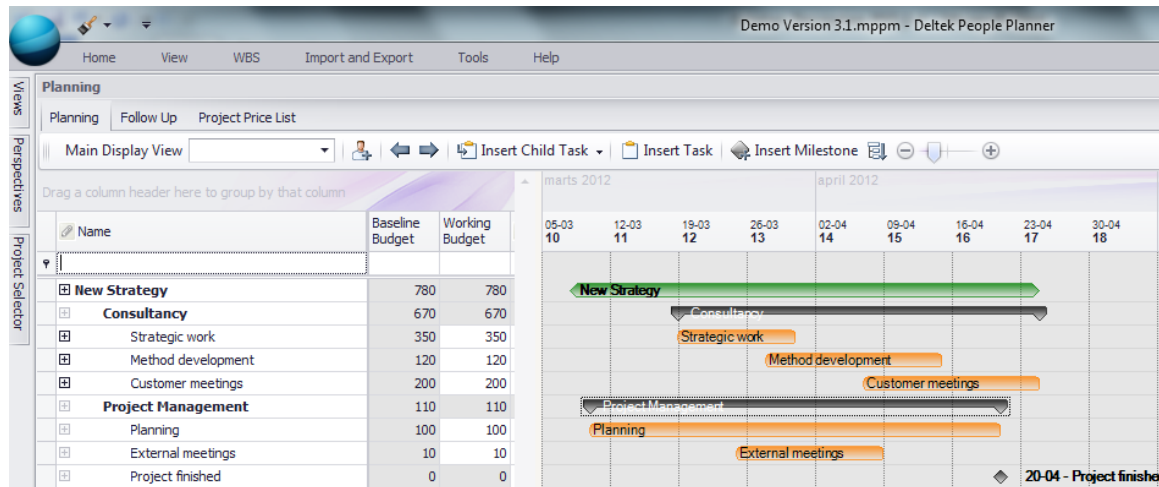 Demo Version 3.1.mppm - Deltek People Planner
Home View WBS Import and Export Tools Help
Views
Perspectives
Project Selector
Planning
Planning Follow Up Project Price List
Main Display View Insert Child Task Insert Task Insert Milestone
Drag a column header here to group by that column
marts 2012 april 2012
Name Baseline Budget Working Budget
05-03 12-03 19-03 26-03 02-04 09-04 16-04 23-04 30-04
10 11 12 13 14 15 16 17 18
New Strategy 780 780 New Strategy
Consultancy 670 670 Consultancy
Strategic work 350 350 Strategic work
Method development 120 120 Method development
Customer meetings 200 200 Customer meetings
Project Management 110 110 Project Management
Planning 100 100 Planning
External meetings 10 10 External meetings
Project finished 0 0 20-04 - Project finishe